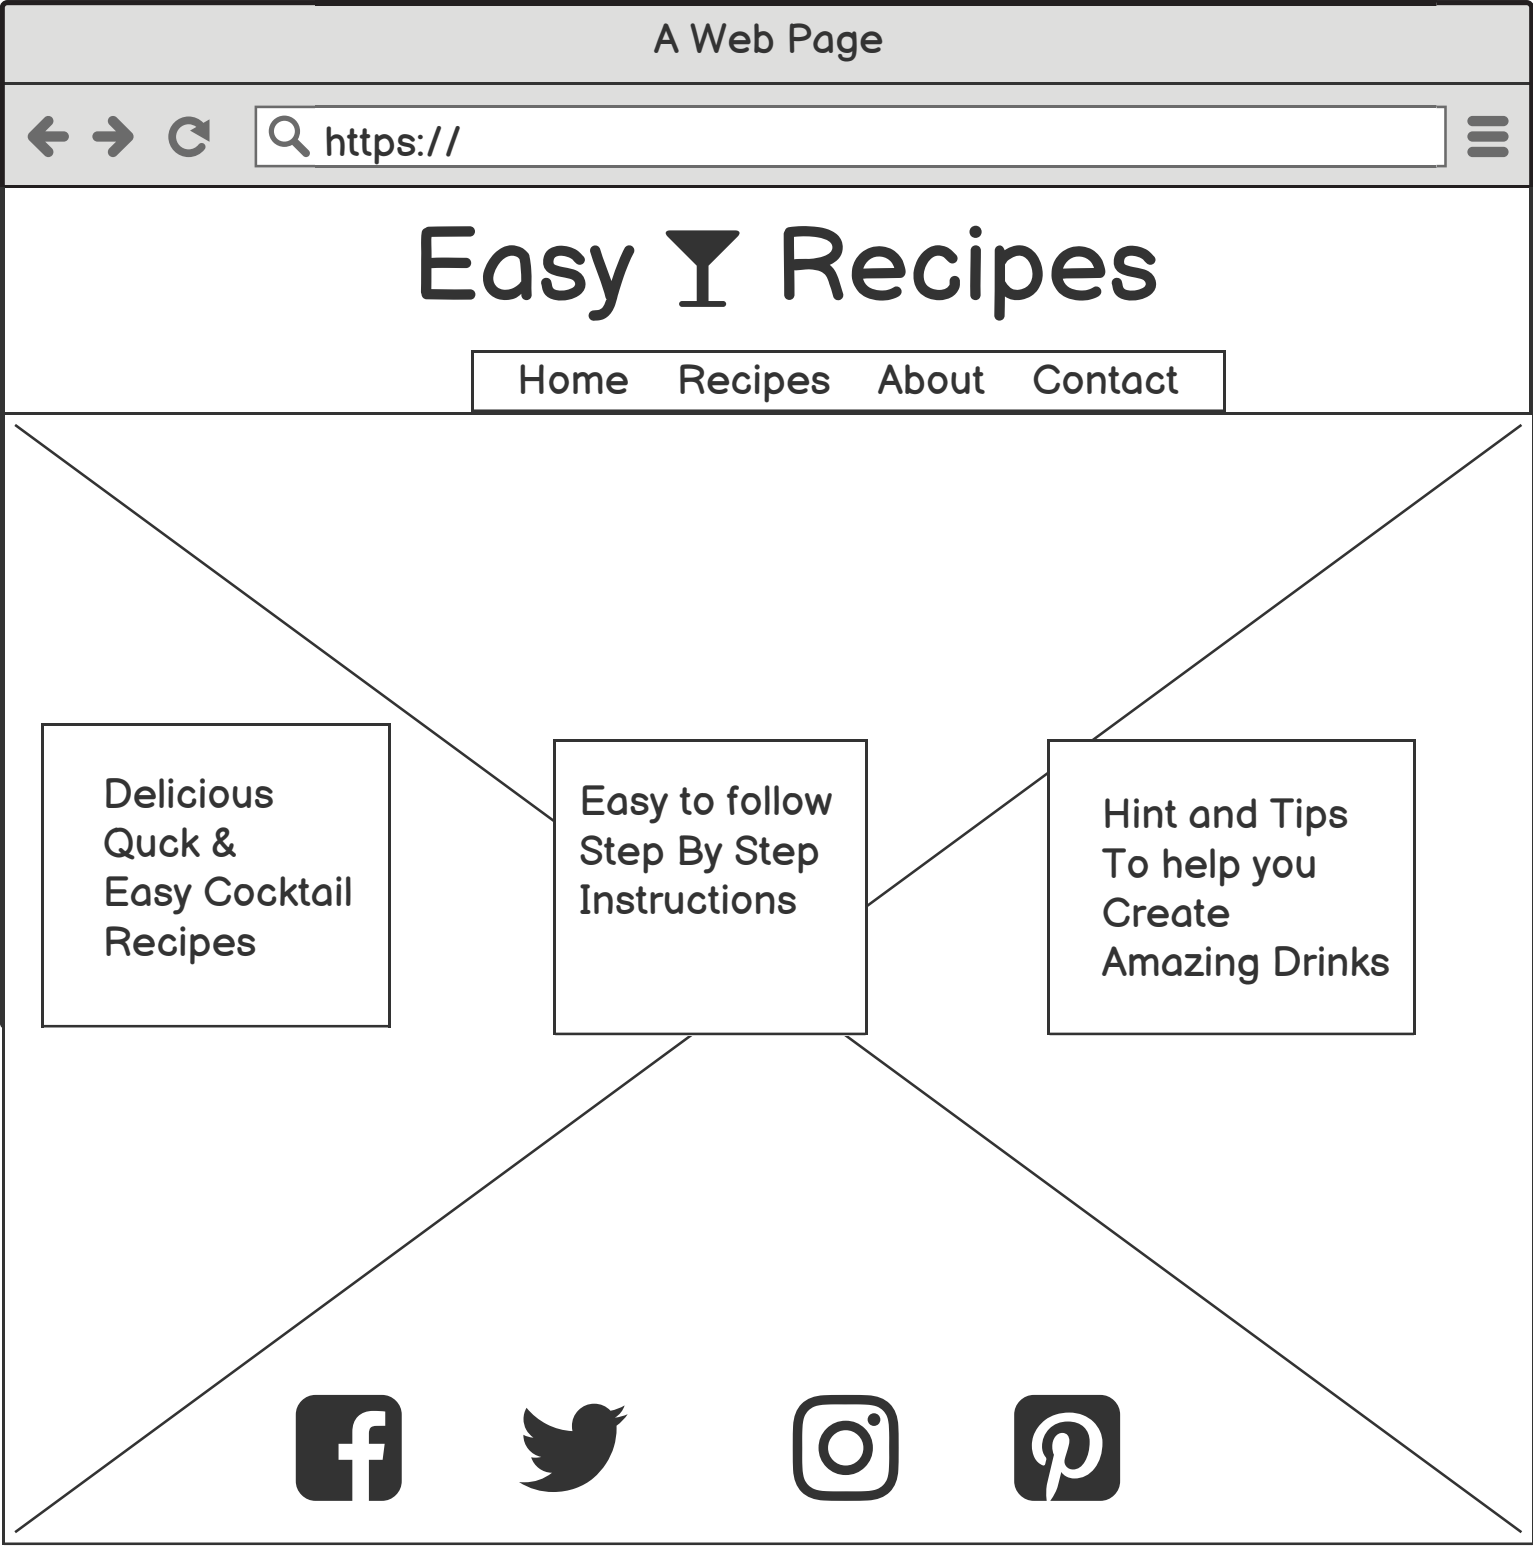 A Web Page
https://
Easy Recipes
Home Recipes About Contact
Delicious
Quck &
Easy Cocktail
Recipes
Easy to follow
Step By Step
Instructions
Hint and Tips
To help you
Create
Amazing Drinks